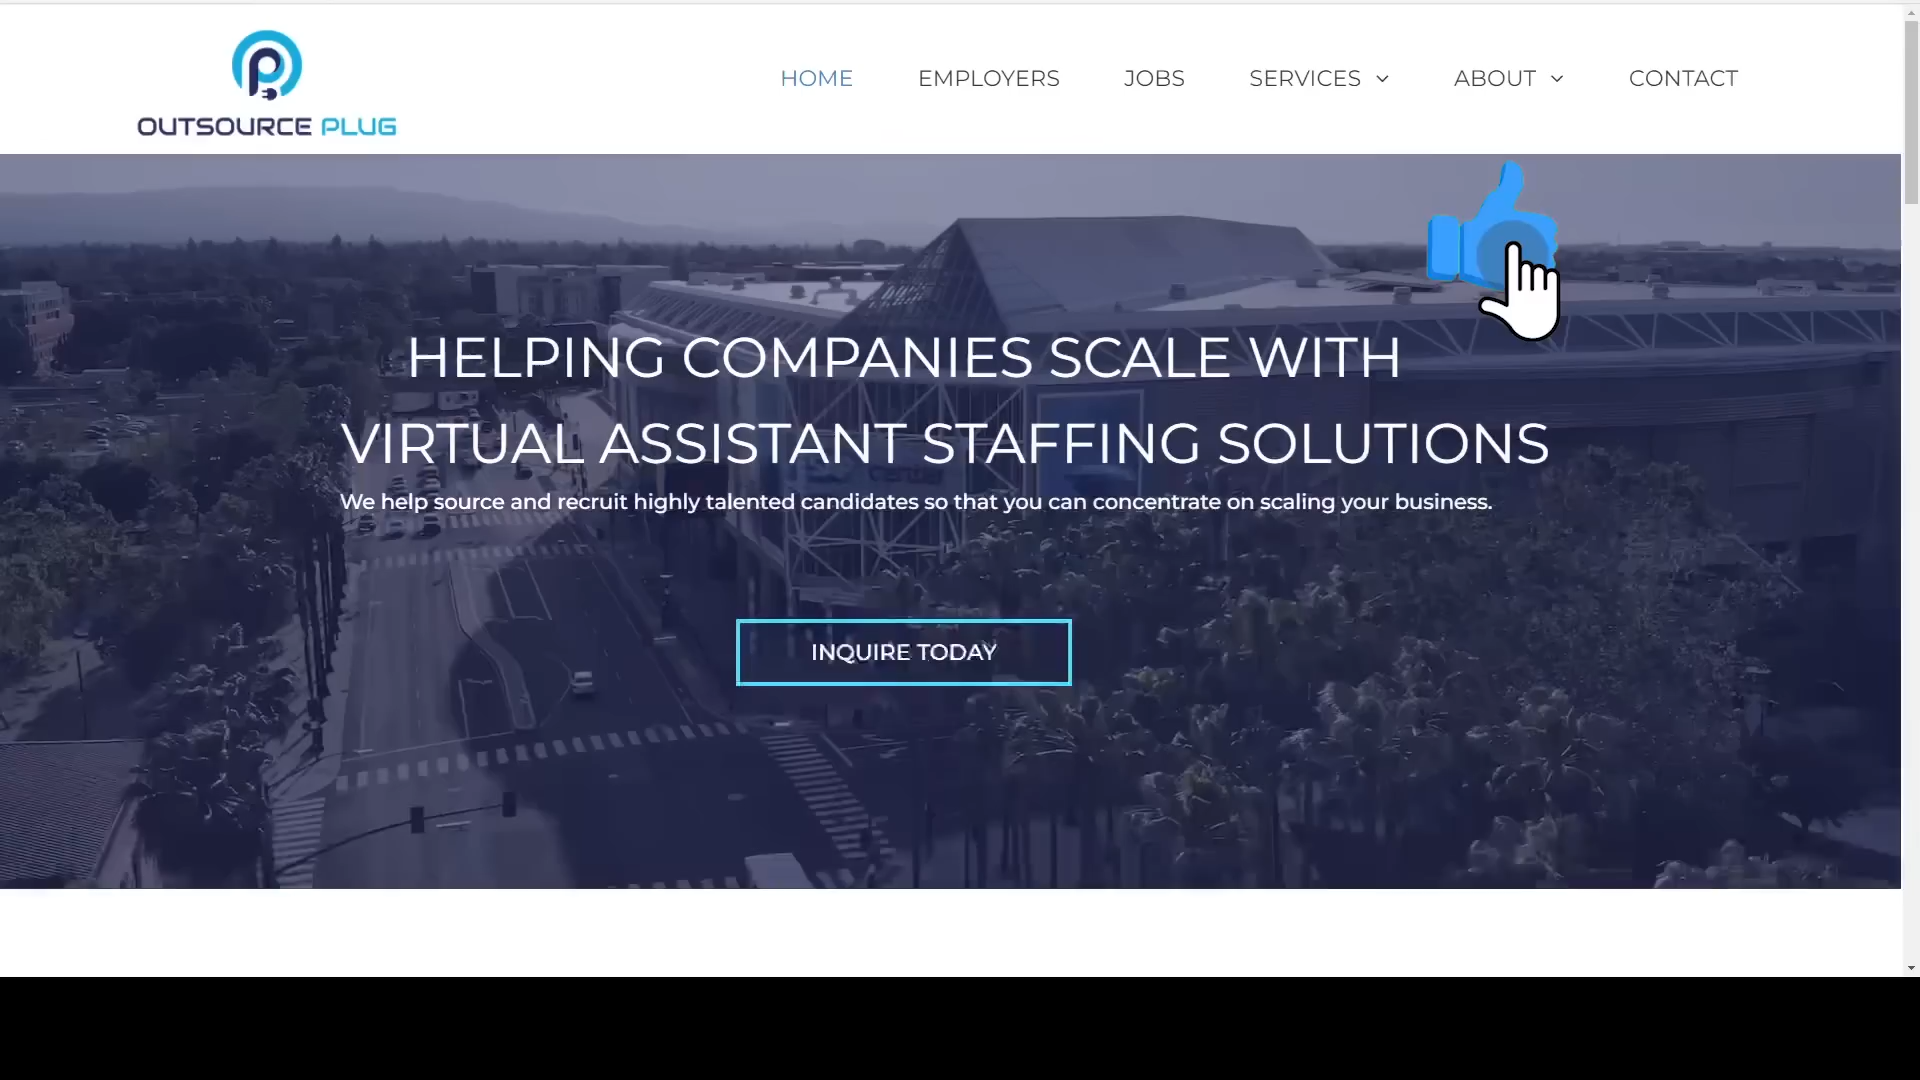 OUTSOURCE PLUG
HOME EMPLOYERS JOBS SERVICES ABOUT CONTACT
HELPING COMPANIES SCALE WITH
VIRTUAL ASSISTANT STAFFING SOLUTIONS
We help source and recruit highly talented candidates so that you can concentrate on scaling your business.
INQUIRE TODAY